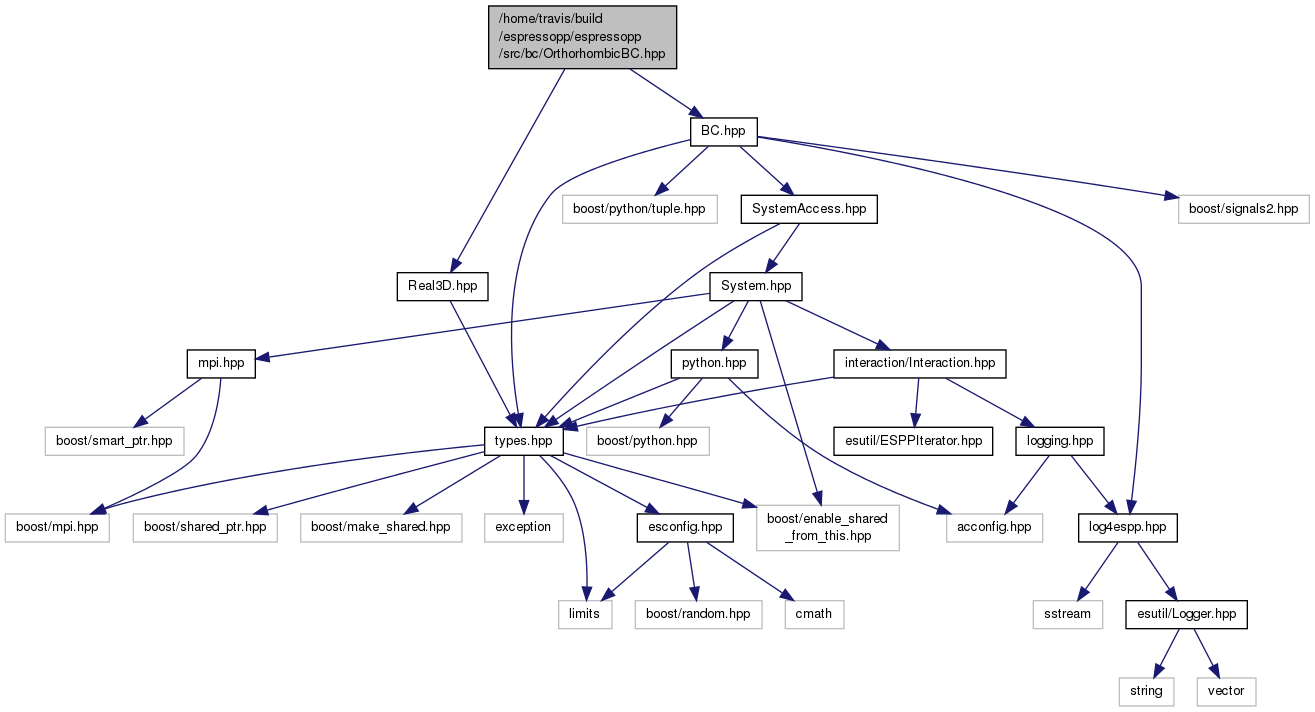 /home/travis/build
/espressopp/espressopp
/src/bc/OrthorhombicBC.hpp
BC.hpp
boost/python/tuple.hpp
SystemAccess.hpp
boost/signals2.hpp
Real3D.hpp
System.hpp
mpi.hpp
python.hpp
interaction/Interaction.hpp
boost/smart_ptr.hpp
types.hpp
boost/python.hpp
esutil/ESPPIterator.hpp
logging.hpp
boost/mpi.hpp
boost/shared_ptr.hpp
boost/make_shared.hpp
exception
esconfig.hpp
boost/enable_shared
_from_this.hpp
acconfig.hpp
log4espp.hpp
limits
boost/random.hpp
cmath
sstream
esutil/Logger.hpp
string
vector